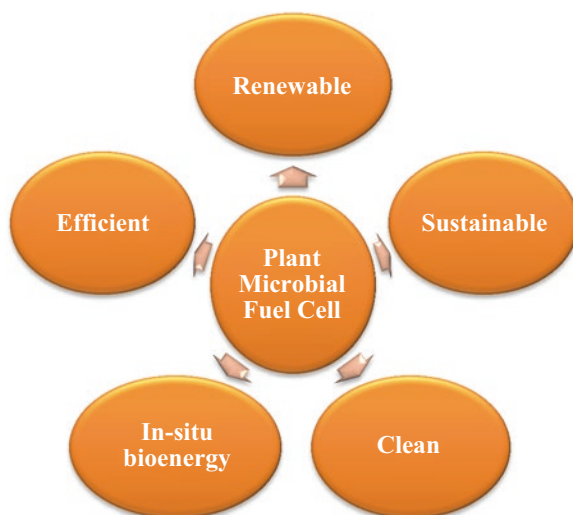 Renewable
Efficient
Sustainable
Plant
Microbial
Fuel Cell
In-situ
bioenergy
Clean